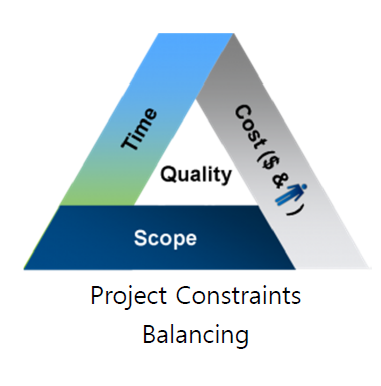 Time
Cost ($ & )
Quality
Scope
Project Constraints
Balancing